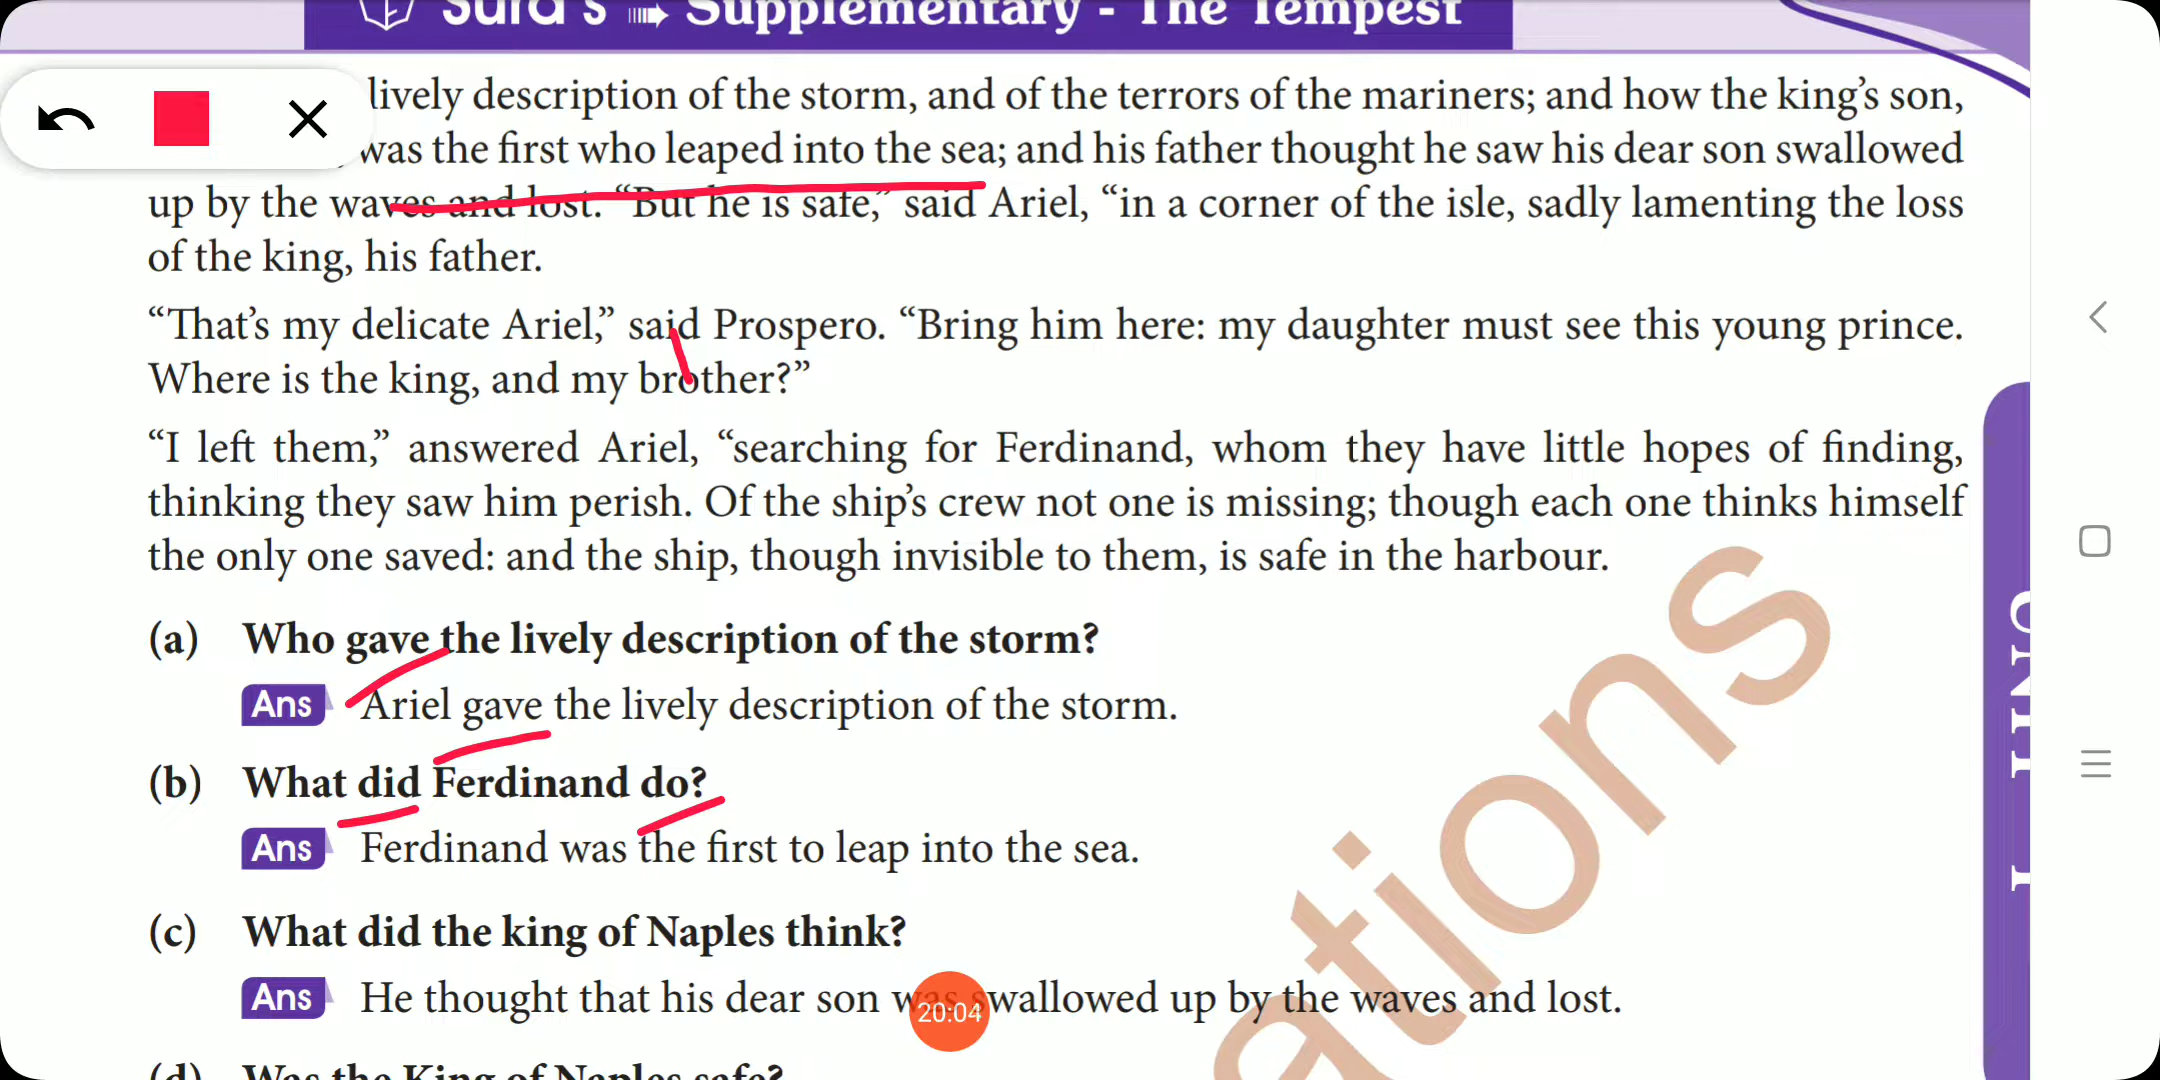 Sura's Supplementary - The Tempest
lively description of the storm, and of the terrors of the mariners; and how the king's son,
was the first who leaped into the sea; and his father thought he saw his dear son swallowed
up by the waves and lost. “But he is safe,” said Ariel, “in a corner of the isle, sadly lamenting the loss
of the king, his father.
“That's my delicate Ariel,” said Prospero. “Bring him here: my daughter must see this young prince.
Where is the king, and my brother?”
“I left them,” answered Ariel, “searching for Ferdinand, whom they have little hopes of finding,
thinking they saw him perish. Of the ship's crew not one is missing; though each one thinks himself
the only one saved: and the ship, though invisible to them, is safe in the harbour.
(a) Who gave the lively description of the storm?
Ans Ariel gave the lively description of the storm.
(b) What did Ferdinand do?
Ans Ferdinand was the first to leap into the sea.
(c) What did the king of Naples think?
Ans He thought that his dear son was swallowed up by the waves and lost.
20:04
(d) Was the King of Naples safe?
ations